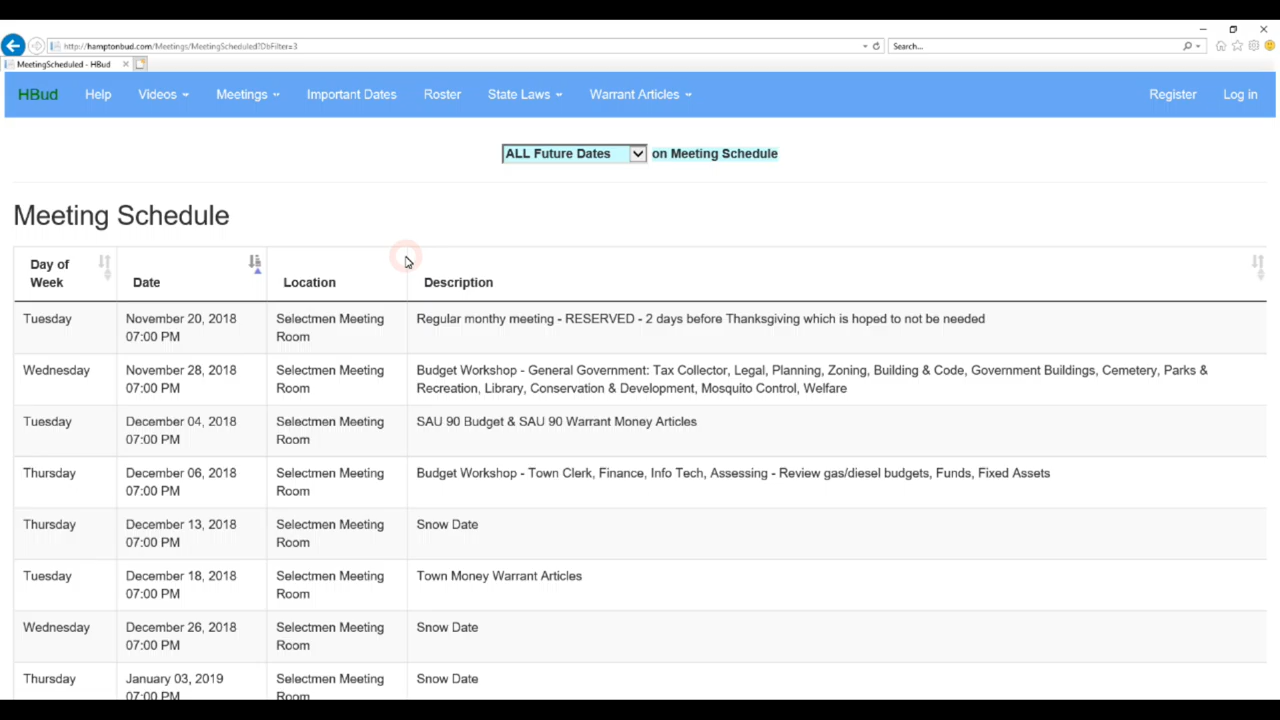 http://hamptonbud.com/Meetings/MeetingScheduled?DbFilter=3
Search...
MeetingScheduled - HBud
HBud Help Videos Meetings Important Dates Roster State Laws Warrant Articles Register Log in
ALL Future Dates on Meeting Schedule
Meeting Schedule
Day of
Week
Date Location Description
Tuesday November 20, 2018 Selectmen Meeting Regular monthy meeting - RESERVED - 2 days before Thanksgiving which is hoped to not be needed
07:00 PM Room
Wednesday November 28, 2018 Selectmen Meeting Budget Workshop - General Government: Tax Collector, Legal, Planning, Zoning, Building & Code, Government Buildings, Cemetery, Parks &
07:00 PM Room Recreation, Library, Conservation & Development, Mosquito Control, Welfare
Tuesday December 04, 2018 Selectmen Meeting SAU 90 Budget & SAU 90 Warrant Money Articles
07:00 PM Room
Thursday December 06, 2018 Selectmen Meeting Budget Workshop - Town Clerk, Finance, Info Tech, Assessing - Review gas/diesel budgets, Funds, Fixed Assets
07:00 PM Room
Thursday December 13, 2018 Selectmen Meeting Snow Date
07:00 PM Room
Tuesday December 18, 2018 Selectmen Meeting Town Money Warrant Articles
07:00 PM Room
Wednesday December 26, 2018 Selectmen Meeting Snow Date
07:00 PM Room
Thursday January 03, 2019 Selectmen Meeting Snow Date
07:00 PM Room